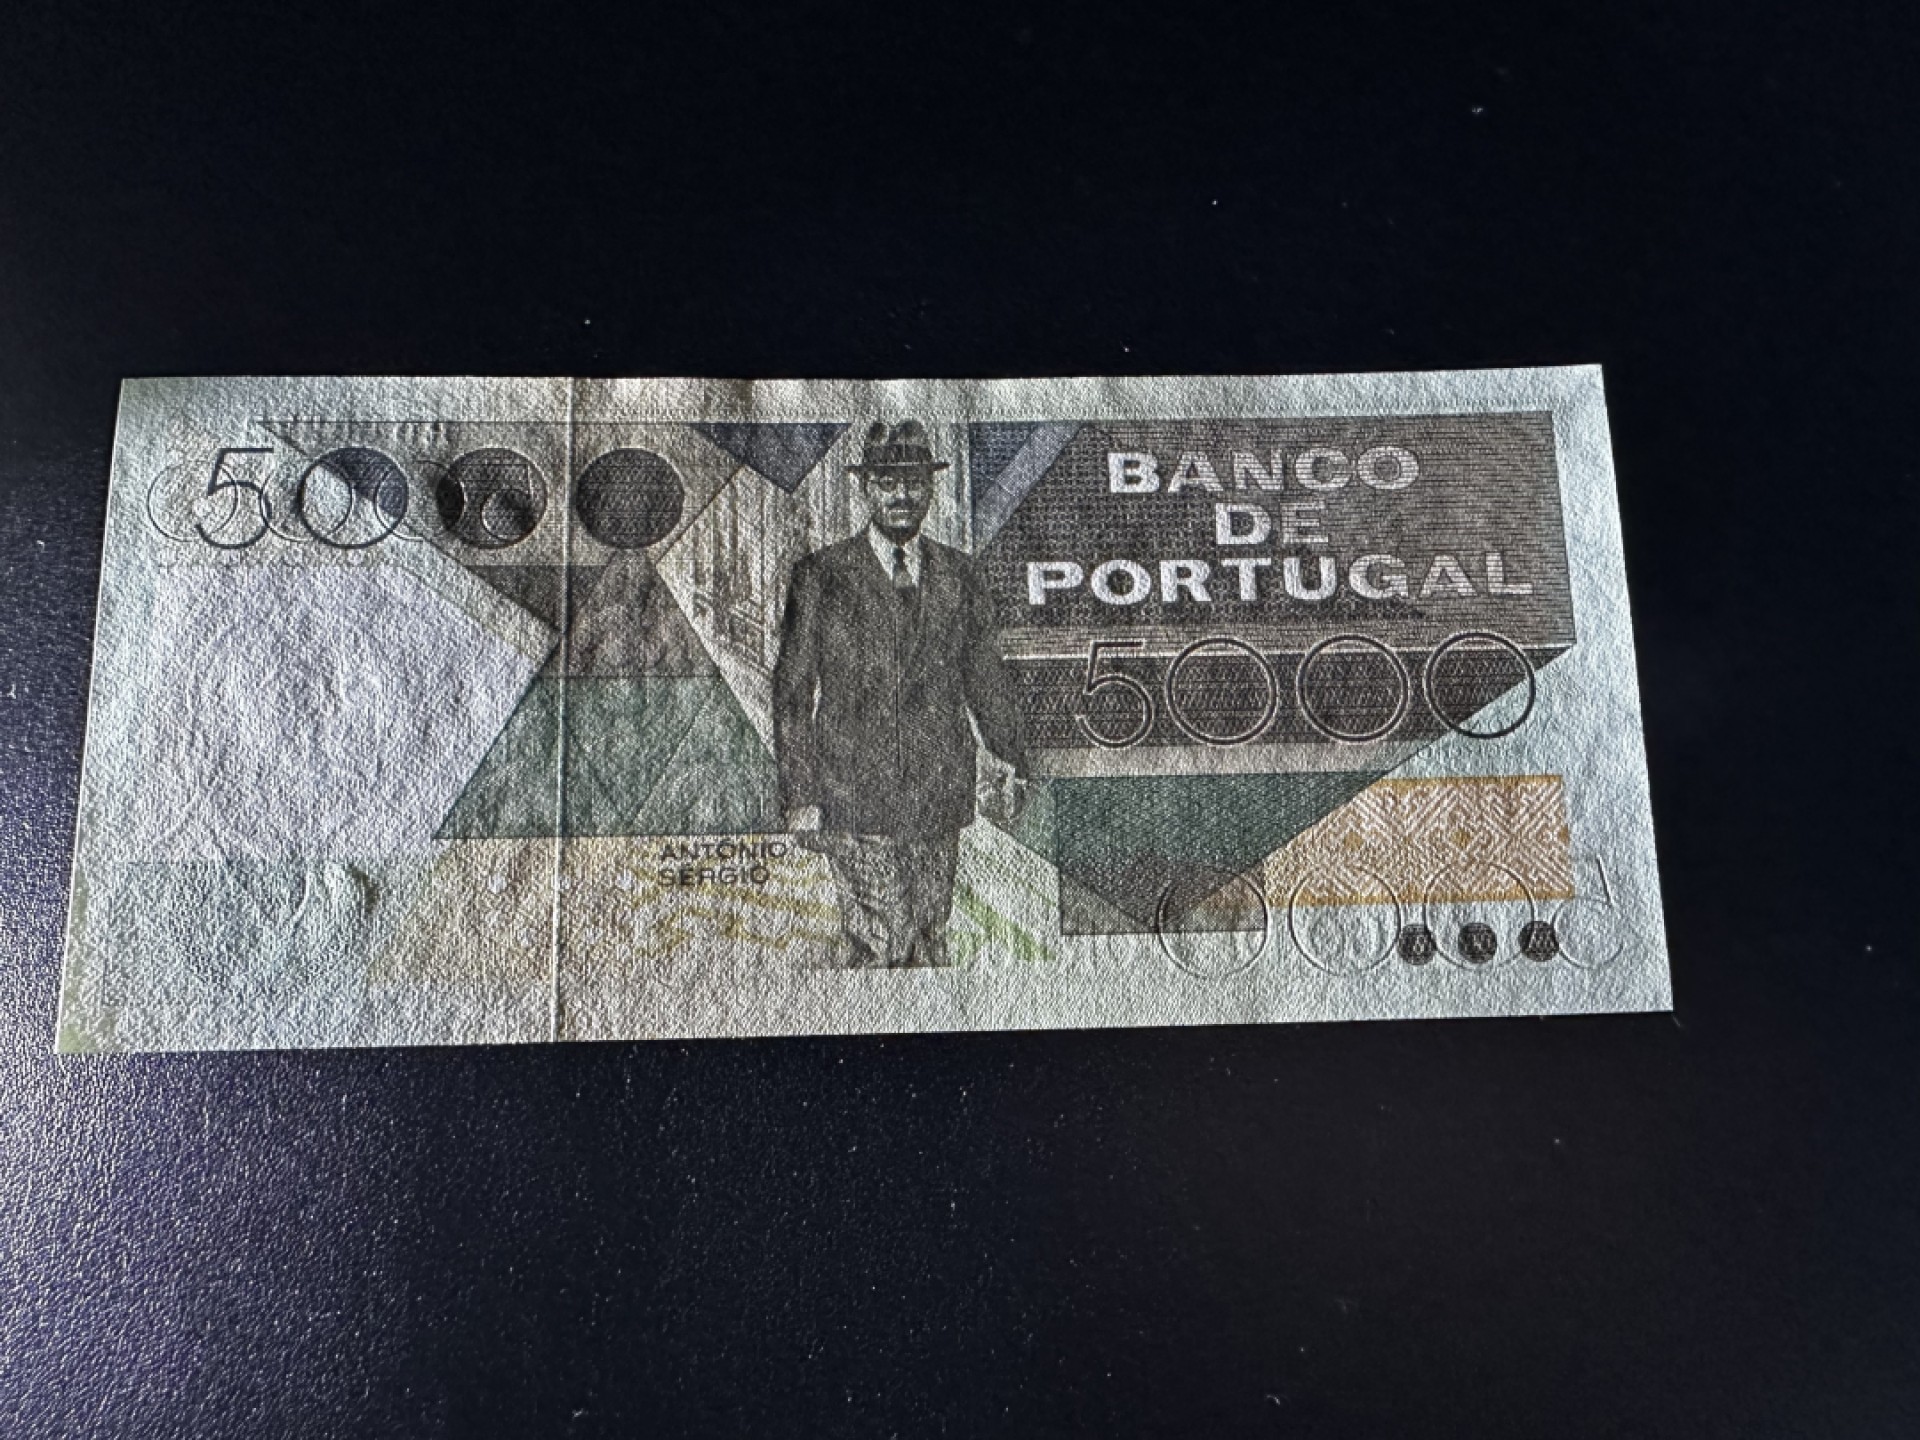 5000
BANCO
DE
PORTUGAL
5000
ANTÓNIO
SÉRGIO